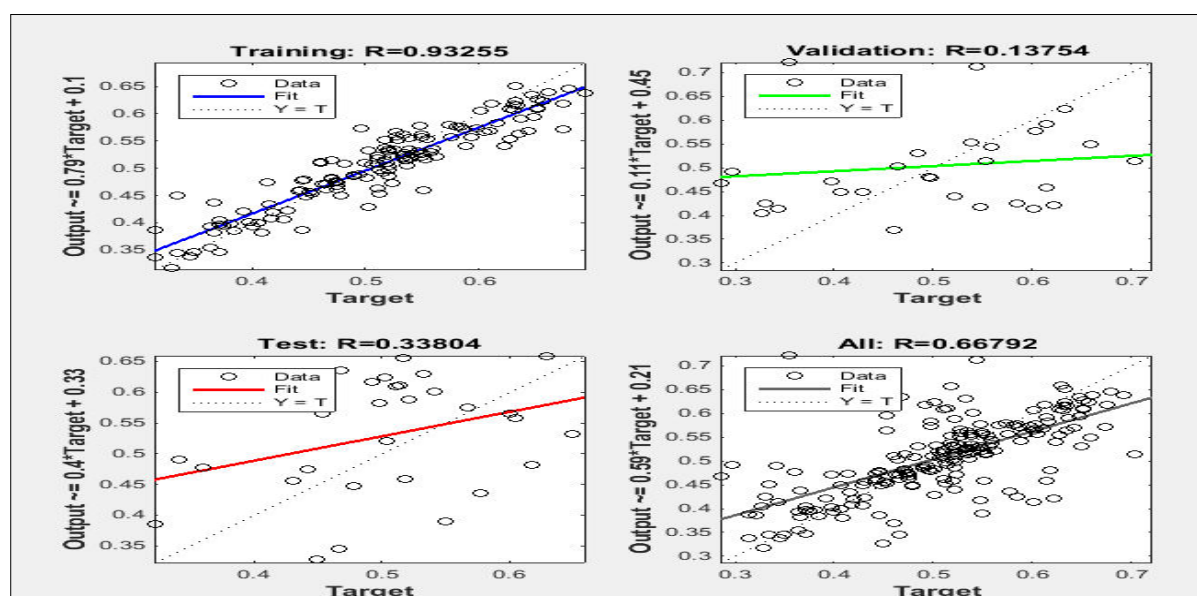 Training: R=0.93255
Output ~= 0.79*Target + 0.1
0.65
0.6
0.55
0.5
0.45
0.4
0.35
Data
Fit
Y = T
0.4
0.5
0.6
Target
Validation: R=0.13754
Output ~= 0.11*Target + 0.45
0.7
0.65
0.6
0.55
0.5
0.45
0.4
0.35
0.3
Data
Fit
Y = T
0.3
0.4
0.5
0.6
0.7
Target
Test: R=0.33804
Output ~= 0.4*Target + 0.33
0.65
0.6
0.55
0.5
0.45
0.4
0.35
Data
Fit
Y = T
0.4
0.5
0.6
Target
All: R=0.66792
Output ~= 0.59*Target + 0.21
0.7
0.65
0.6
0.55
0.5
0.45
0.4
0.35
0.3
Data
Fit
Y = T
0.3
0.4
0.5
0.6
0.7
Target